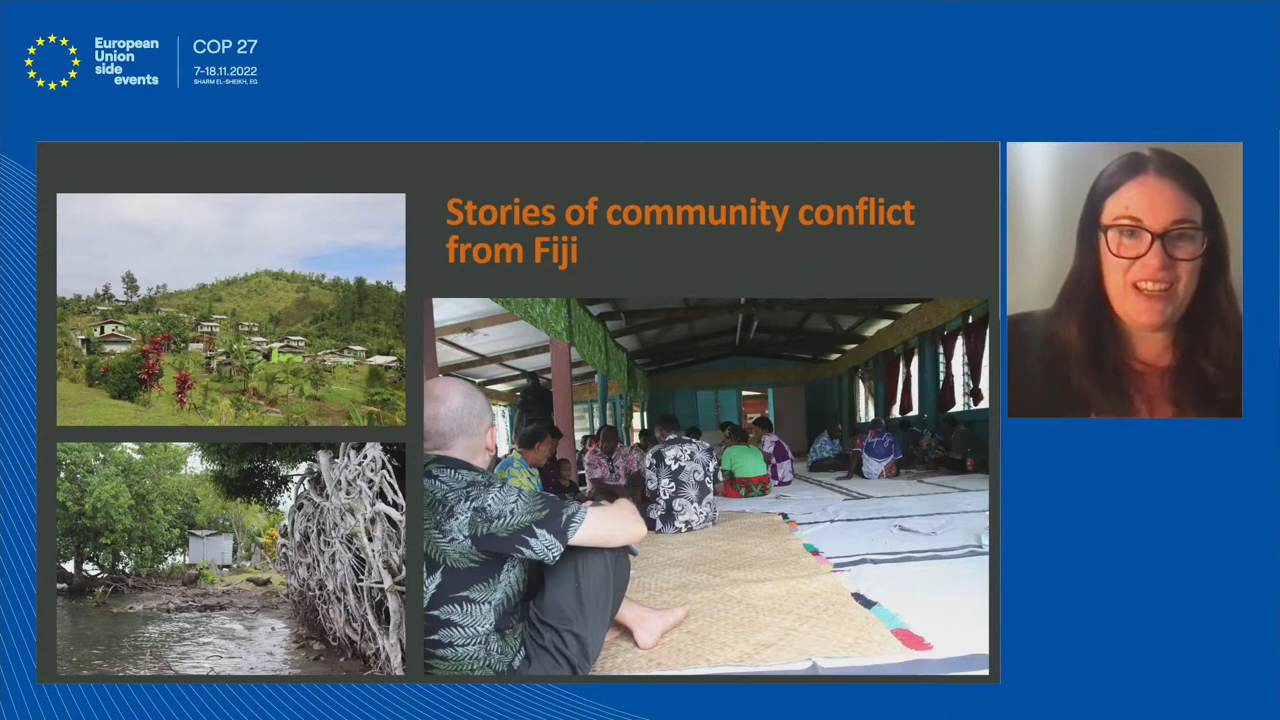 European
Union
side
events
COP 27
7-18.11.2022
SHARM EL-SHEIKH, EG
Stories of community conflict
from Fiji